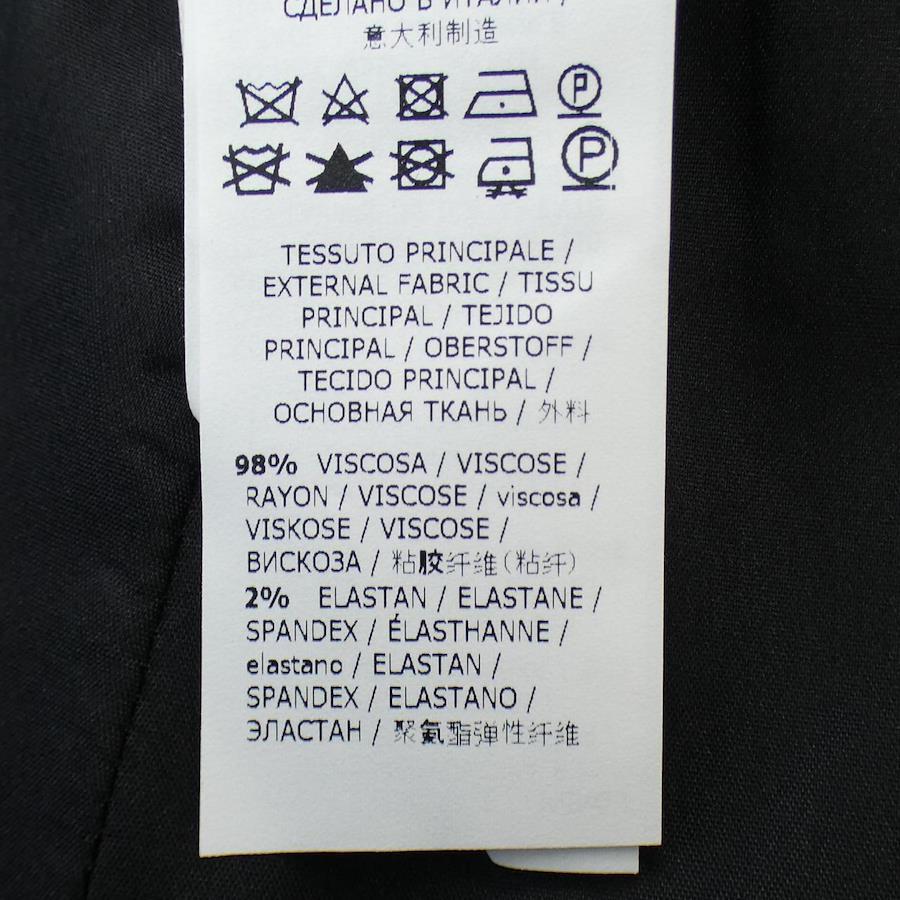 СДЕЛАНО В ИТАЛИИ /
意大利制造
P
P
TESSUTO PRINCIPALE /
EXTERNAL FABRIC / TISSU
PRINCIPAL / TEJIDO
PRINCIPAL / OBERSTOFF /
TECIDO PRINCIPAL /
ОСНОВНАЯ ТКАНЬ / 外料
98% VISCOSA / VISCOSE /
RAYON / VISCOSE / viscosa /
VISKOSE / VISCOSE /
ВИСКОЗА / 粘胶纤维(粘纤)
2% ELASTAN / ELASTANE /
SPANDEX / ÉLASTHANNE /
elastano / ELASTAN /
SPANDEX / ELASTANO /
ЭЛАСТАН / 聚氨酯弹性纤维